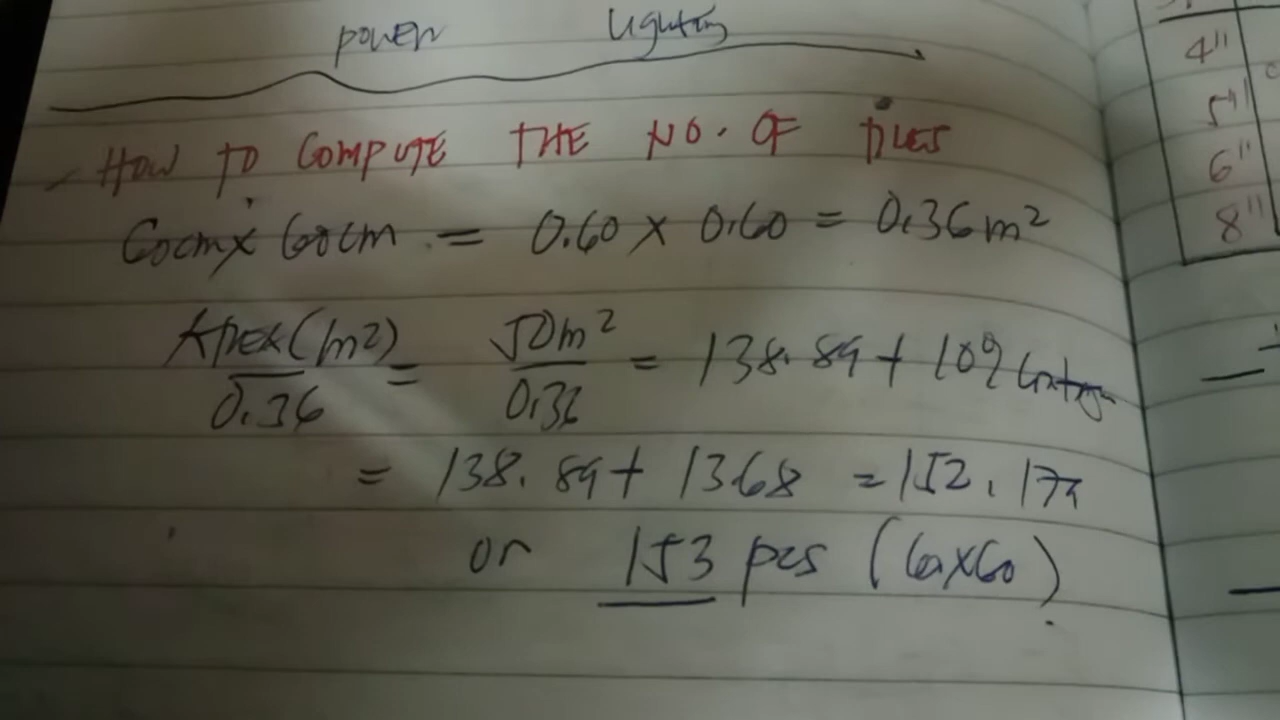 power lighting
How to COMPUTE THE NO. OF TILES
60cm x 60cm = 0.60 x 0.60 = 0.36m²
Area (m²) / 0.36 = 50m² / 0.36 = 138.89 + 10%
= 138.89 + 13.68 = 152.17
or 153 pcs (60x60)
4"
5"
6"
8"